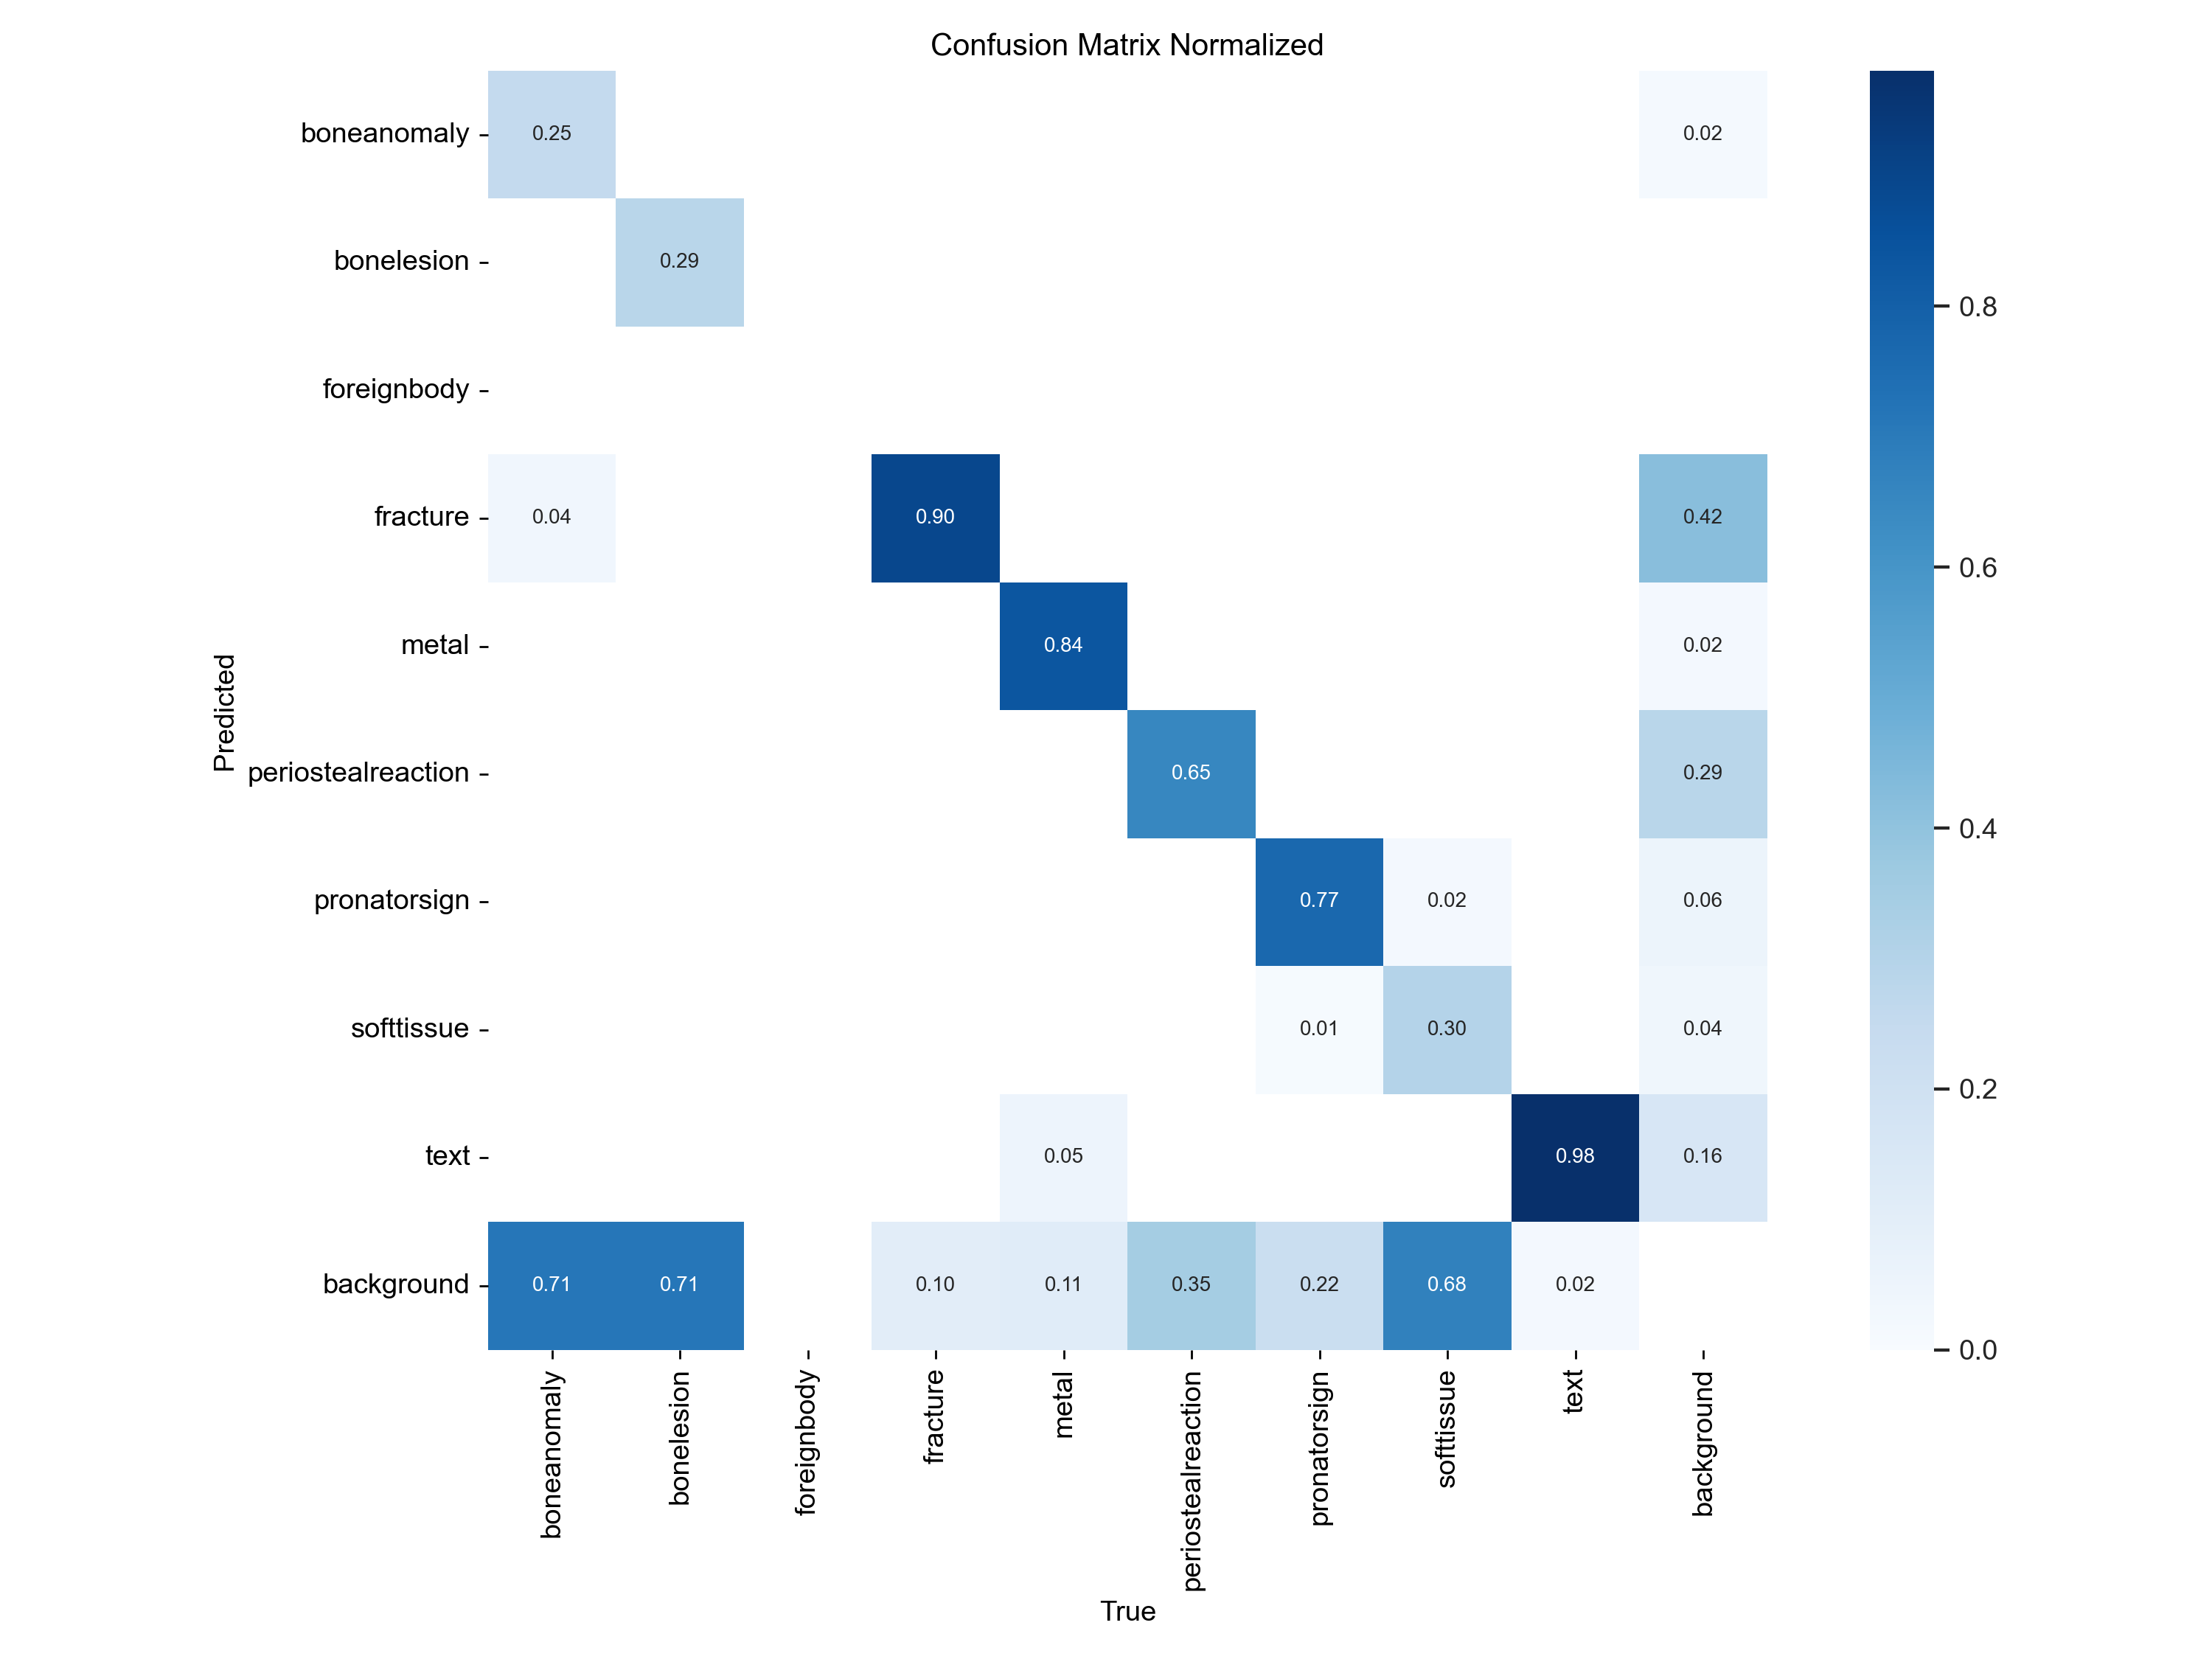 Confusion Matrix Normalized
boneanomaly 0.25 0.02
bonelesion 0.29
foreignbody
fracture 0.04 0.90 0.42
metal 0.84 0.02
periostealreaction 0.65 0.29
pronatorsign 0.77 0.02 0.06
softtissue 0.01 0.30 0.04
text 0.05 0.98 0.16
background 0.71 0.71 0.10 0.11 0.35 0.22 0.68 0.02
Predicted
boneanomaly
bonelesion
foreignbody
fracture
metal
periostealreaction
pronatorsign
softtissue
text
background
True
0.8
0.6
0.4
0.2
0.0